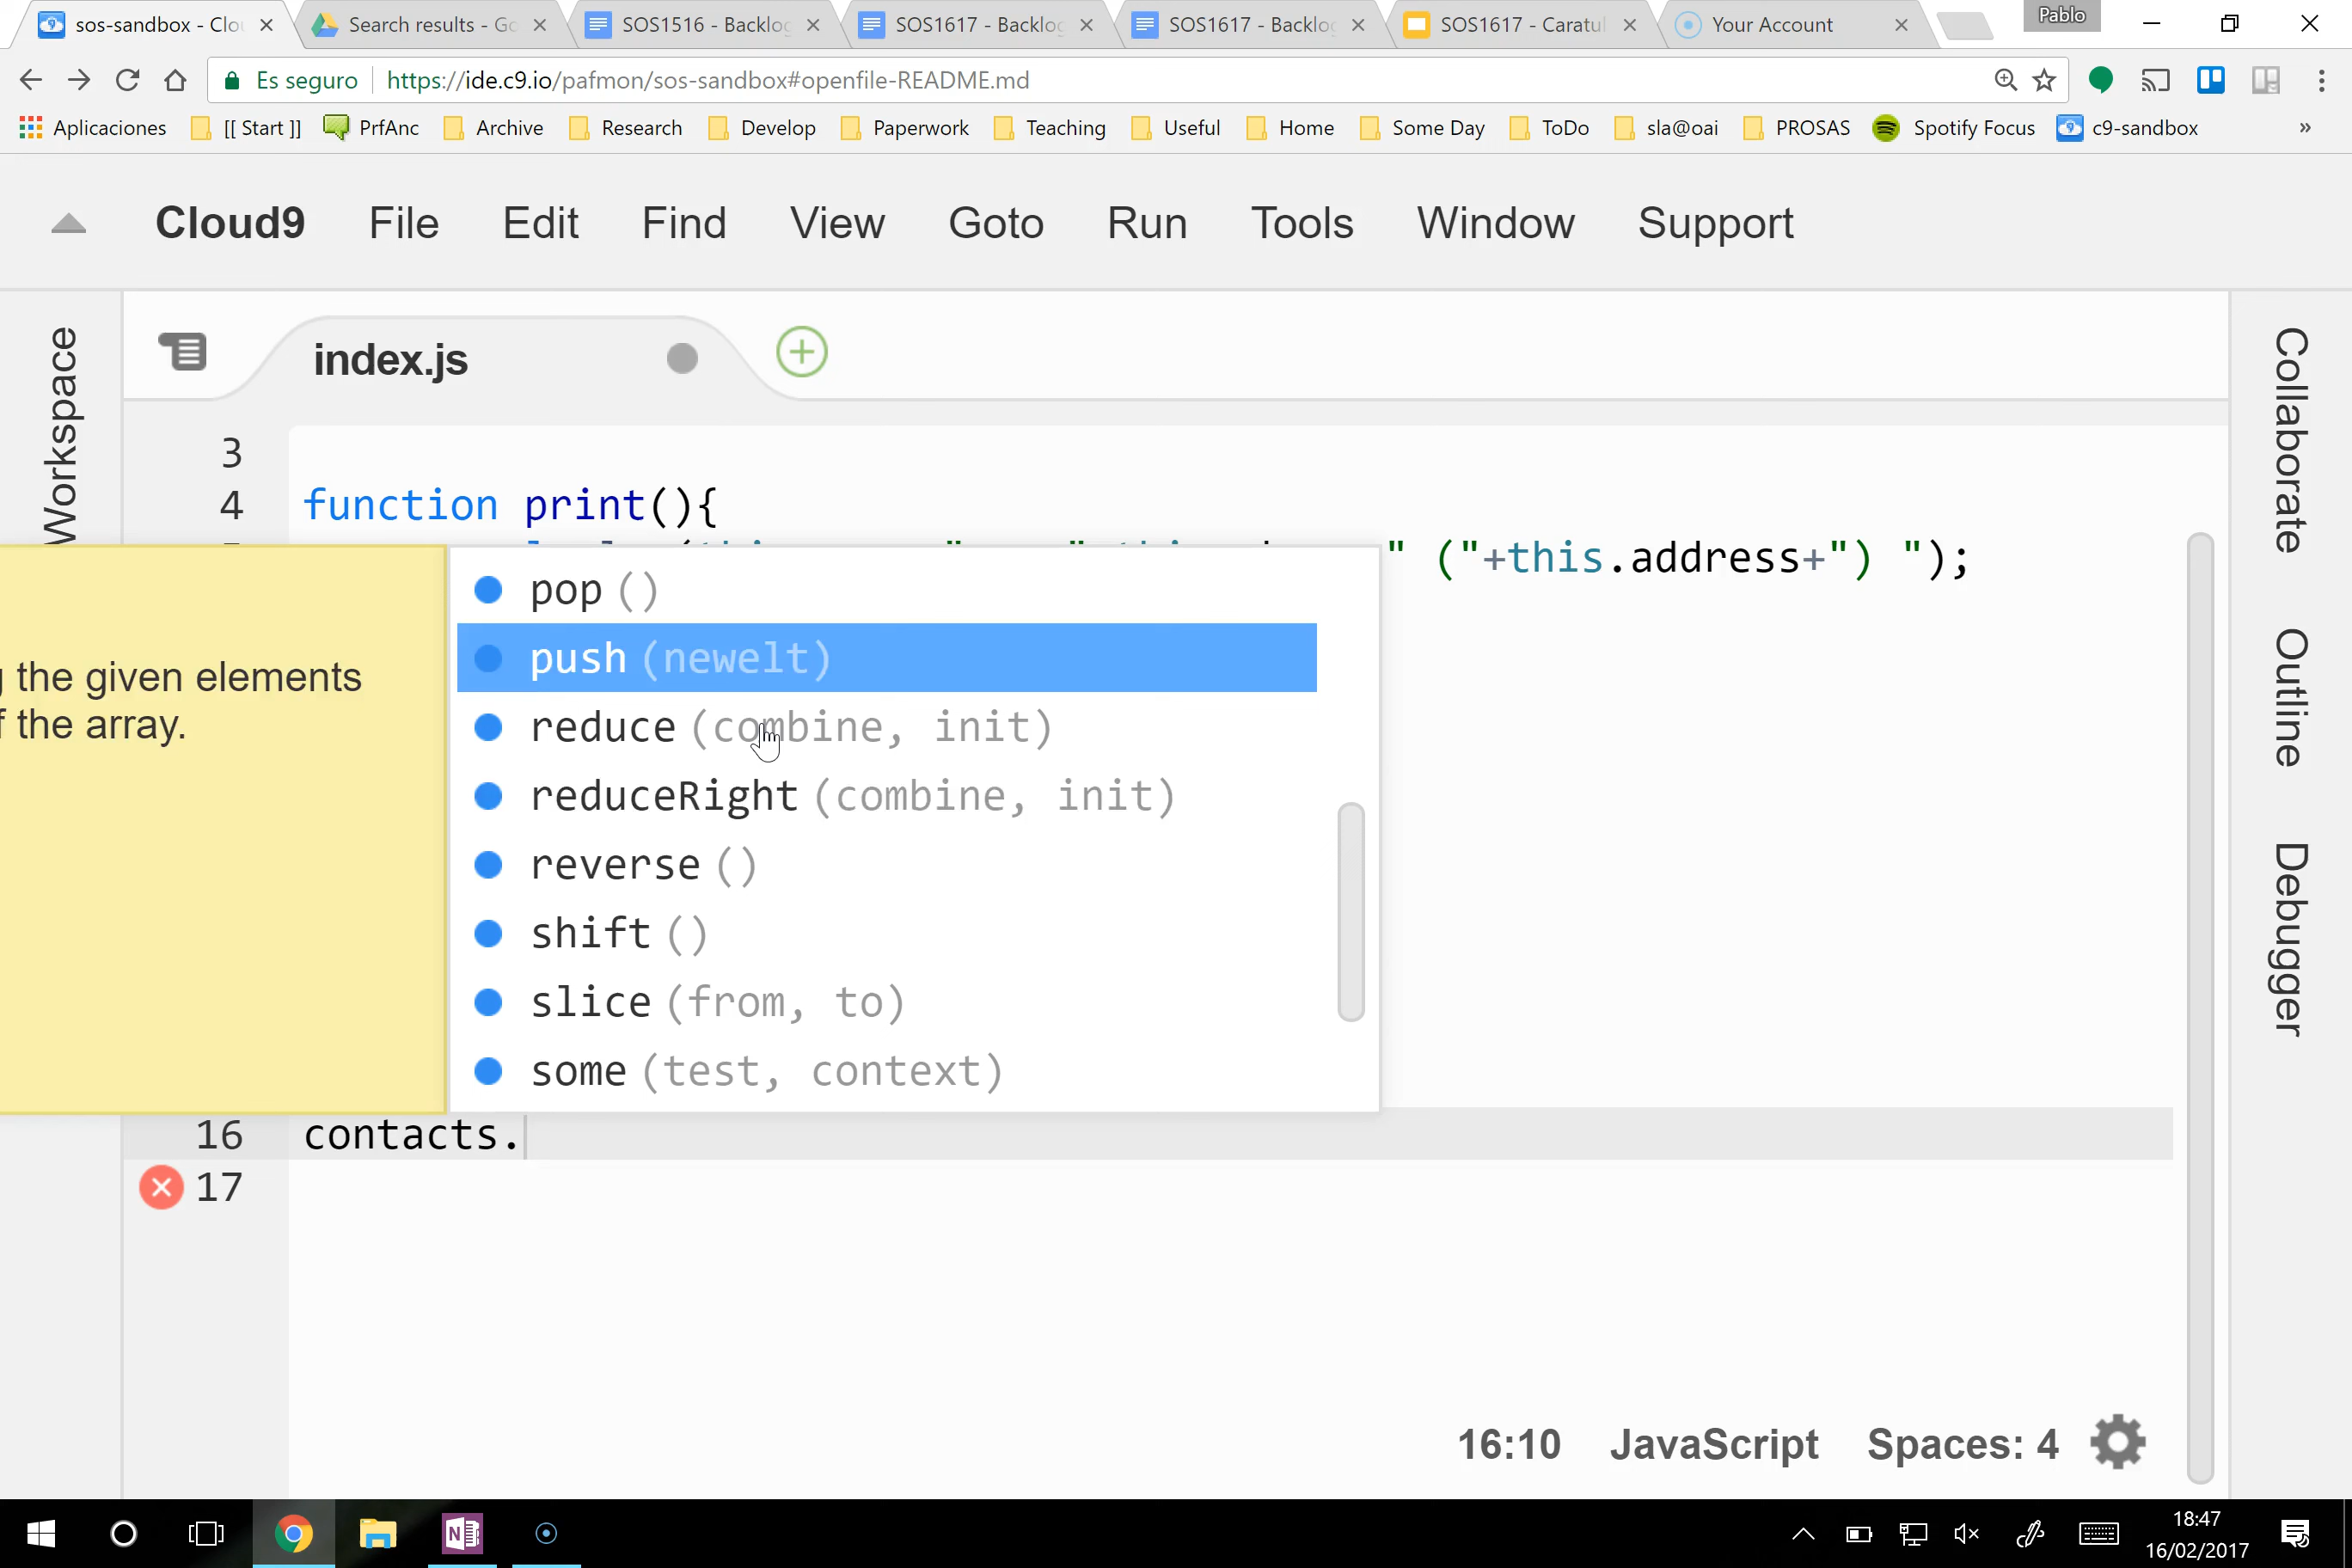 sos-sandbox - Clo
Search results - Go
SOS1516 - Backlog
SOS1617 - Backlog
SOS1617 - Backlog
SOS1617 - Caratul
Your Account
Pablo
Es seguro
https://ide.c9.io/pafmon/sos-sandbox#openfile-README.md
Aplicaciones
[[ Start ]]
PrfAnc
Archive
Research
Develop
Paperwork
Teaching
Useful
Home
Some Day
ToDo
sla@oai
PROSAS
Spotify Focus
c9-sandbox
»
Cloud9 File Edit Find View Goto Run Tools Window Support
Workspace
index.js
Collaborate
Outline
Debugger
3
4 function print(){
" ("+this.address+") ");
the given elements
the array.
pop()
push(newelt)
reduce(combine, init)
reduceRight(combine, init)
reverse()
shift()
slice(from, to)
some(test, context)
16 contacts.
17
16:10 JavaScript Spaces: 4
18:47
16/02/2017